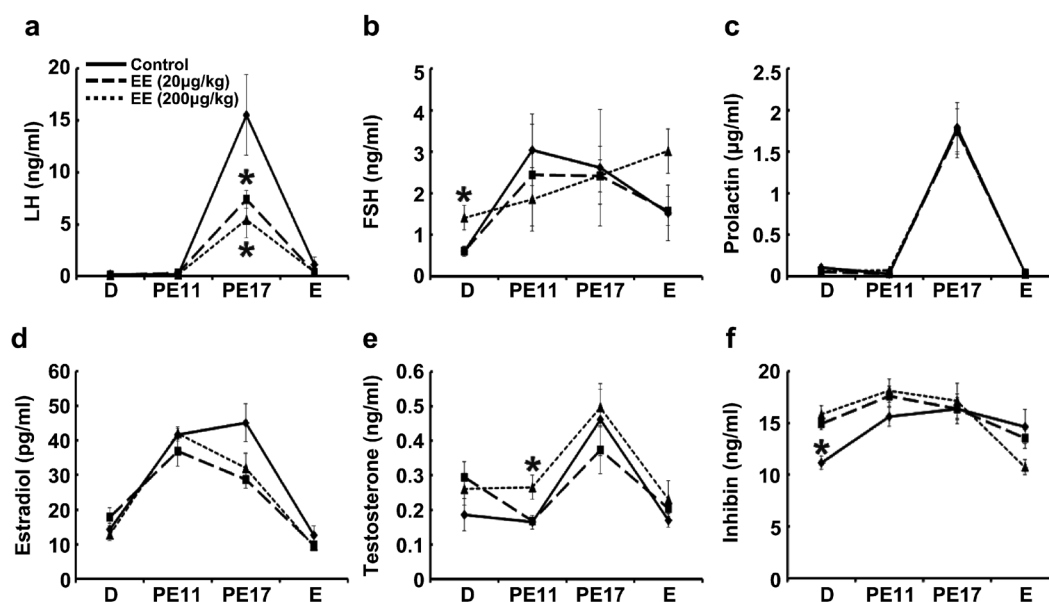 a
LH (ng/ml)
20
15
10
5
0
Control
EE (20µg/kg)
EE (200µg/kg)
*
*
D PE11 PE17 E
b
FSH (ng/ml)
5
4
3
2
1
0
*
D PE11 PE17 E
c
Prolactin (µg/ml)
2.5
2
1.5
1
0.5
0
D PE11 PE17 E
d
Estradiol (pg/ml)
60
50
40
30
20
10
0
D PE11 PE17 E
e
Testosterone (ng/ml)
0.6
0.5
0.4
0.3
0.2
0.1
0
*
D PE11 PE17 E
f
Inhibin (ng/ml)
20
15
10
5
0
*
D PE11 PE17 E